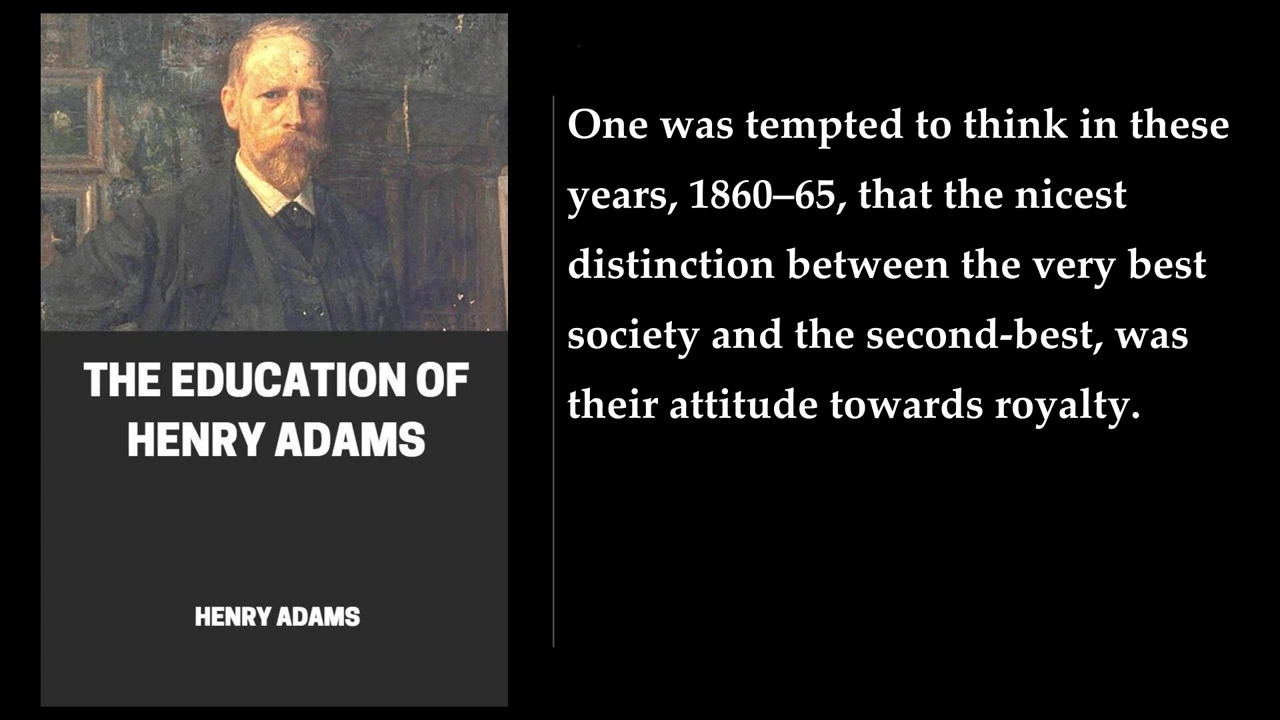 THE EDUCATION OF
HENRY ADAMS
HENRY ADAMS
One was tempted to think in these
years, 1860–65, that the nicest
distinction between the very best
society and the second-best, was
their attitude towards royalty.